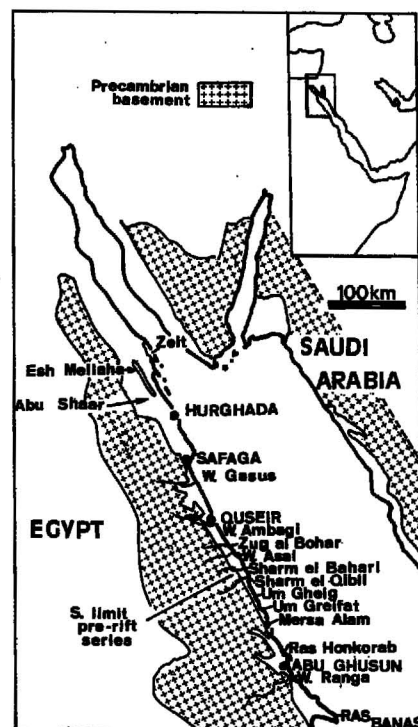 Precambrian
basement
100km
SAUDI
ARABIA
Zeit
Esh Mellaha
Abu Shaar
HURGHADA
SAFAGA
W. Gasus
EGYPT
QUSEIR
W. Ambagi
Zug al Bohar
W. Asal
Sharm el Bahari
Sharm el Qibli
Um Gheig
Um Greifat
Mersa Alam
S. limit
pre-rift
series
Ras Honkorab
ABU GHUSUN
W. Ranga
RAS
BANAS